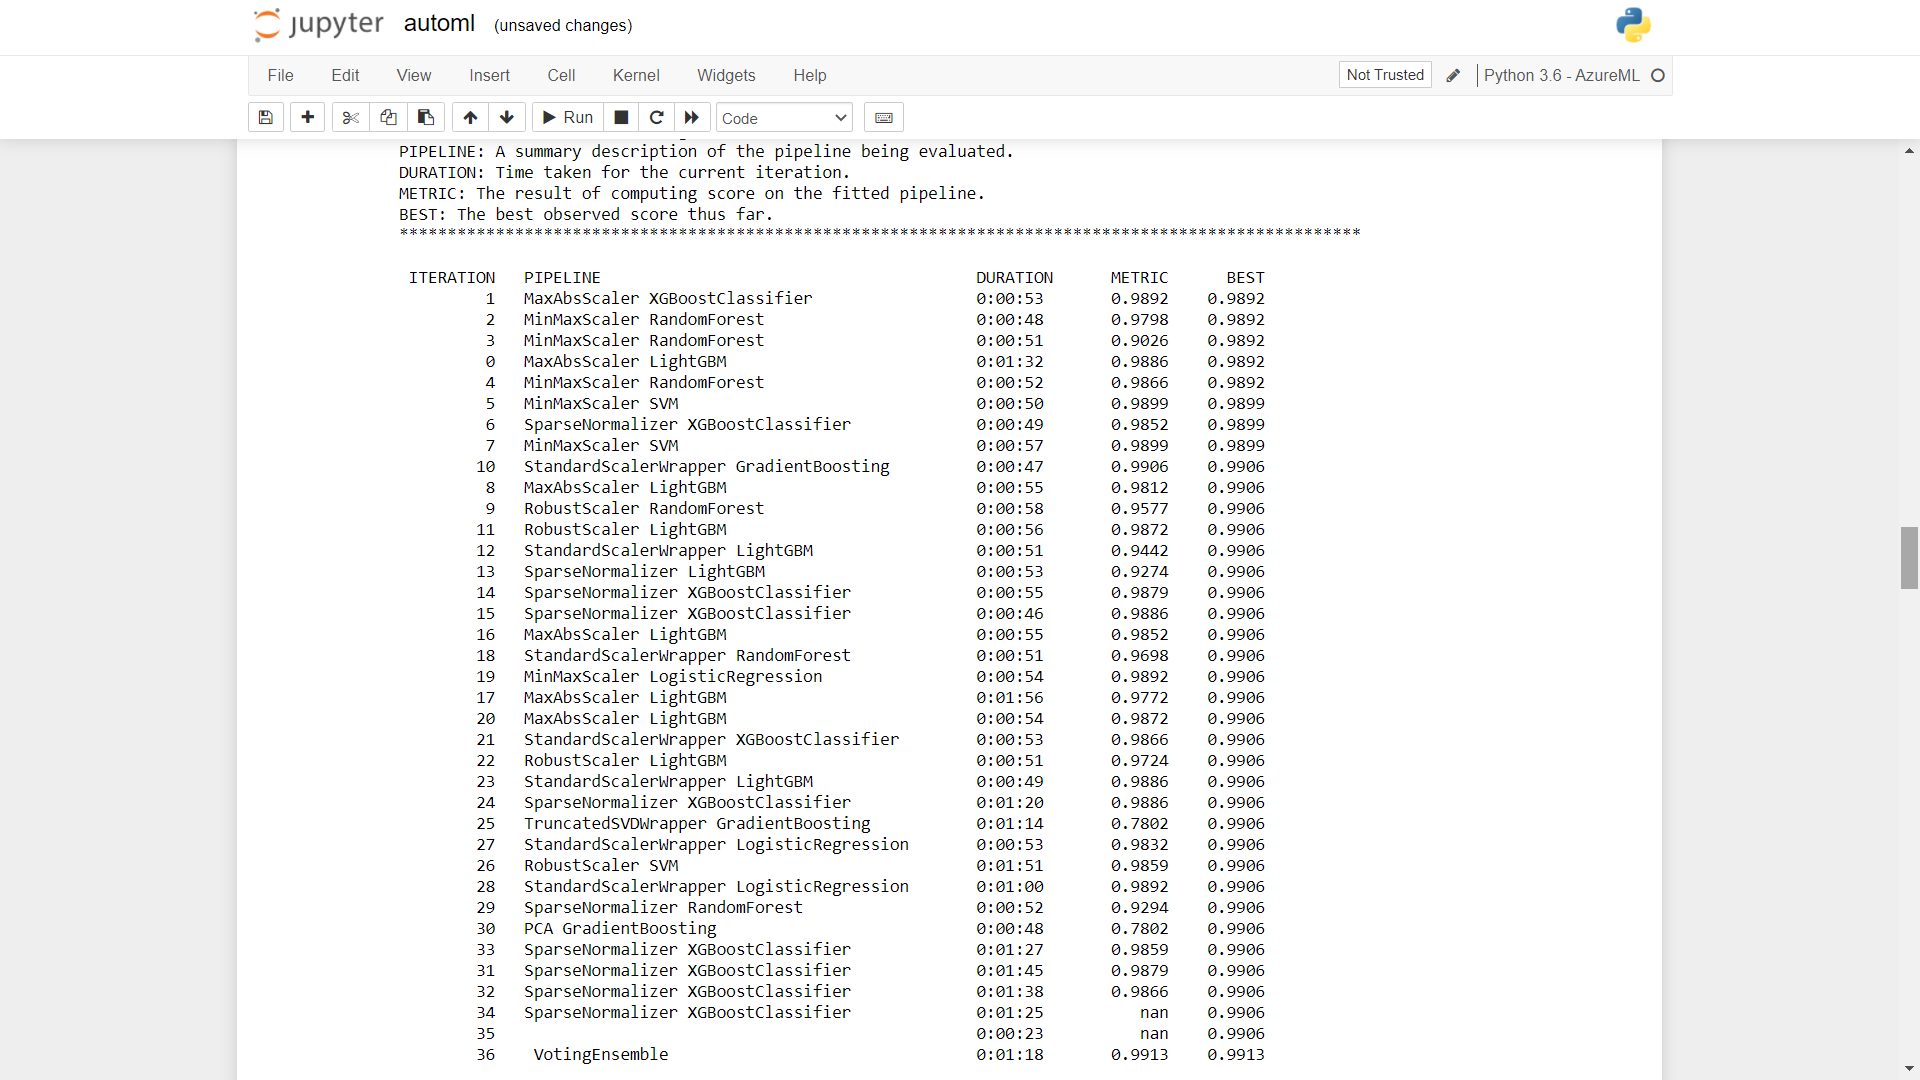 jupyter automl (unsaved changes)
File Edit View Insert Cell Kernel Widgets Help Not Trusted Python 3.6 - AzureML
Run Code
PIPELINE: A summary description of the pipeline being evaluated.
DURATION: Time taken for the current iteration.
METRIC: The result of computing score on the fitted pipeline.
BEST: The best observed score thus far.
****************************************************************************************************
ITERATION PIPELINE DURATION METRIC BEST
1 MaxAbsScaler XGBoostClassifier 0:00:53 0.9892 0.9892
2 MinMaxScaler RandomForest 0:00:48 0.9798 0.9892
3 MinMaxScaler RandomForest 0:00:51 0.9026 0.9892
0 MaxAbsScaler LightGBM 0:01:32 0.9886 0.9892
4 MinMaxScaler RandomForest 0:00:52 0.9866 0.9892
5 MinMaxScaler SVM 0:00:50 0.9899 0.9899
6 SparseNormalizer XGBoostClassifier 0:00:49 0.9852 0.9899
7 MinMaxScaler SVM 0:00:57 0.9899 0.9899
10 StandardScalerWrapper GradientBoosting 0:00:47 0.9906 0.9906
8 MaxAbsScaler LightGBM 0:00:55 0.9812 0.9906
9 RobustScaler RandomForest 0:00:58 0.9577 0.9906
11 RobustScaler LightGBM 0:00:56 0.9872 0.9906
12 StandardScalerWrapper LightGBM 0:00:51 0.9442 0.9906
13 SparseNormalizer LightGBM 0:00:53 0.9274 0.9906
14 SparseNormalizer XGBoostClassifier 0:00:55 0.9879 0.9906
15 SparseNormalizer XGBoostClassifier 0:00:46 0.9886 0.9906
16 MaxAbsScaler LightGBM 0:00:55 0.9852 0.9906
18 StandardScalerWrapper RandomForest 0:00:51 0.9698 0.9906
19 MinMaxScaler LogisticRegression 0:00:54 0.9892 0.9906
17 MaxAbsScaler LightGBM 0:01:56 0.9772 0.9906
20 MaxAbsScaler LightGBM 0:00:54 0.9872 0.9906
21 StandardScalerWrapper XGBoostClassifier 0:00:53 0.9866 0.9906
22 RobustScaler LightGBM 0:00:51 0.9724 0.9906
23 StandardScalerWrapper LightGBM 0:00:49 0.9886 0.9906
24 SparseNormalizer XGBoostClassifier 0:01:20 0.9886 0.9906
25 TruncatedSVDWrapper GradientBoosting 0:01:14 0.7802 0.9906
27 StandardScalerWrapper LogisticRegression 0:00:53 0.9832 0.9906
26 RobustScaler SVM 0:01:51 0.9859 0.9906
28 StandardScalerWrapper LogisticRegression 0:01:00 0.9892 0.9906
29 SparseNormalizer RandomForest 0:00:52 0.9294 0.9906
30 PCA GradientBoosting 0:00:48 0.7802 0.9906
33 SparseNormalizer XGBoostClassifier 0:01:27 0.9859 0.9906
31 SparseNormalizer XGBoostClassifier 0:01:45 0.9879 0.9906
32 SparseNormalizer XGBoostClassifier 0:01:38 0.9866 0.9906
34 SparseNormalizer XGBoostClassifier 0:01:25 nan 0.9906
35 0:00:23 nan 0.9906
36 VotingEnsemble 0:01:18 0.9913 0.9913